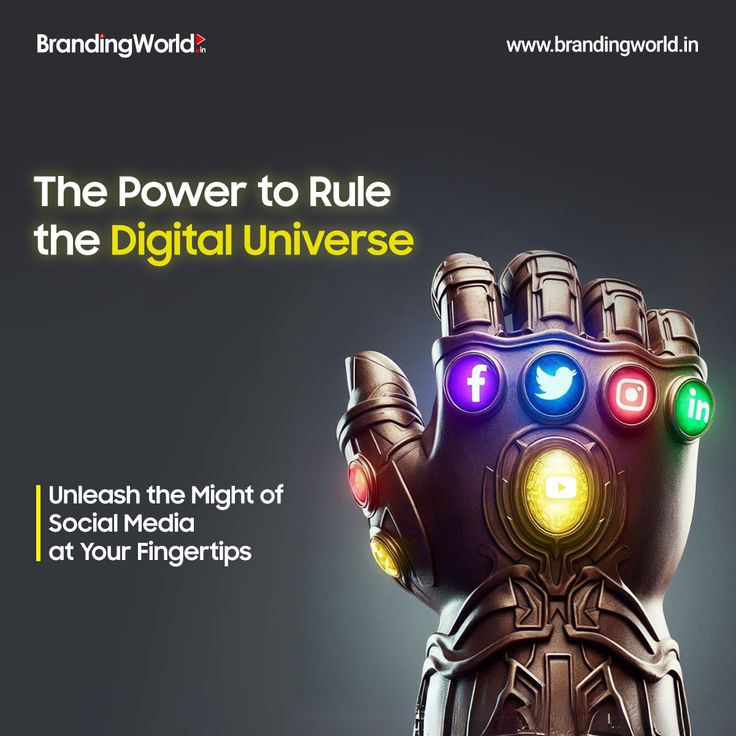 BrandingWorld.in
www.brandingworld.in
The Power to Rule
the Digital Universe
f
in
Unleash the Might of
Social Media
at Your Fingertips